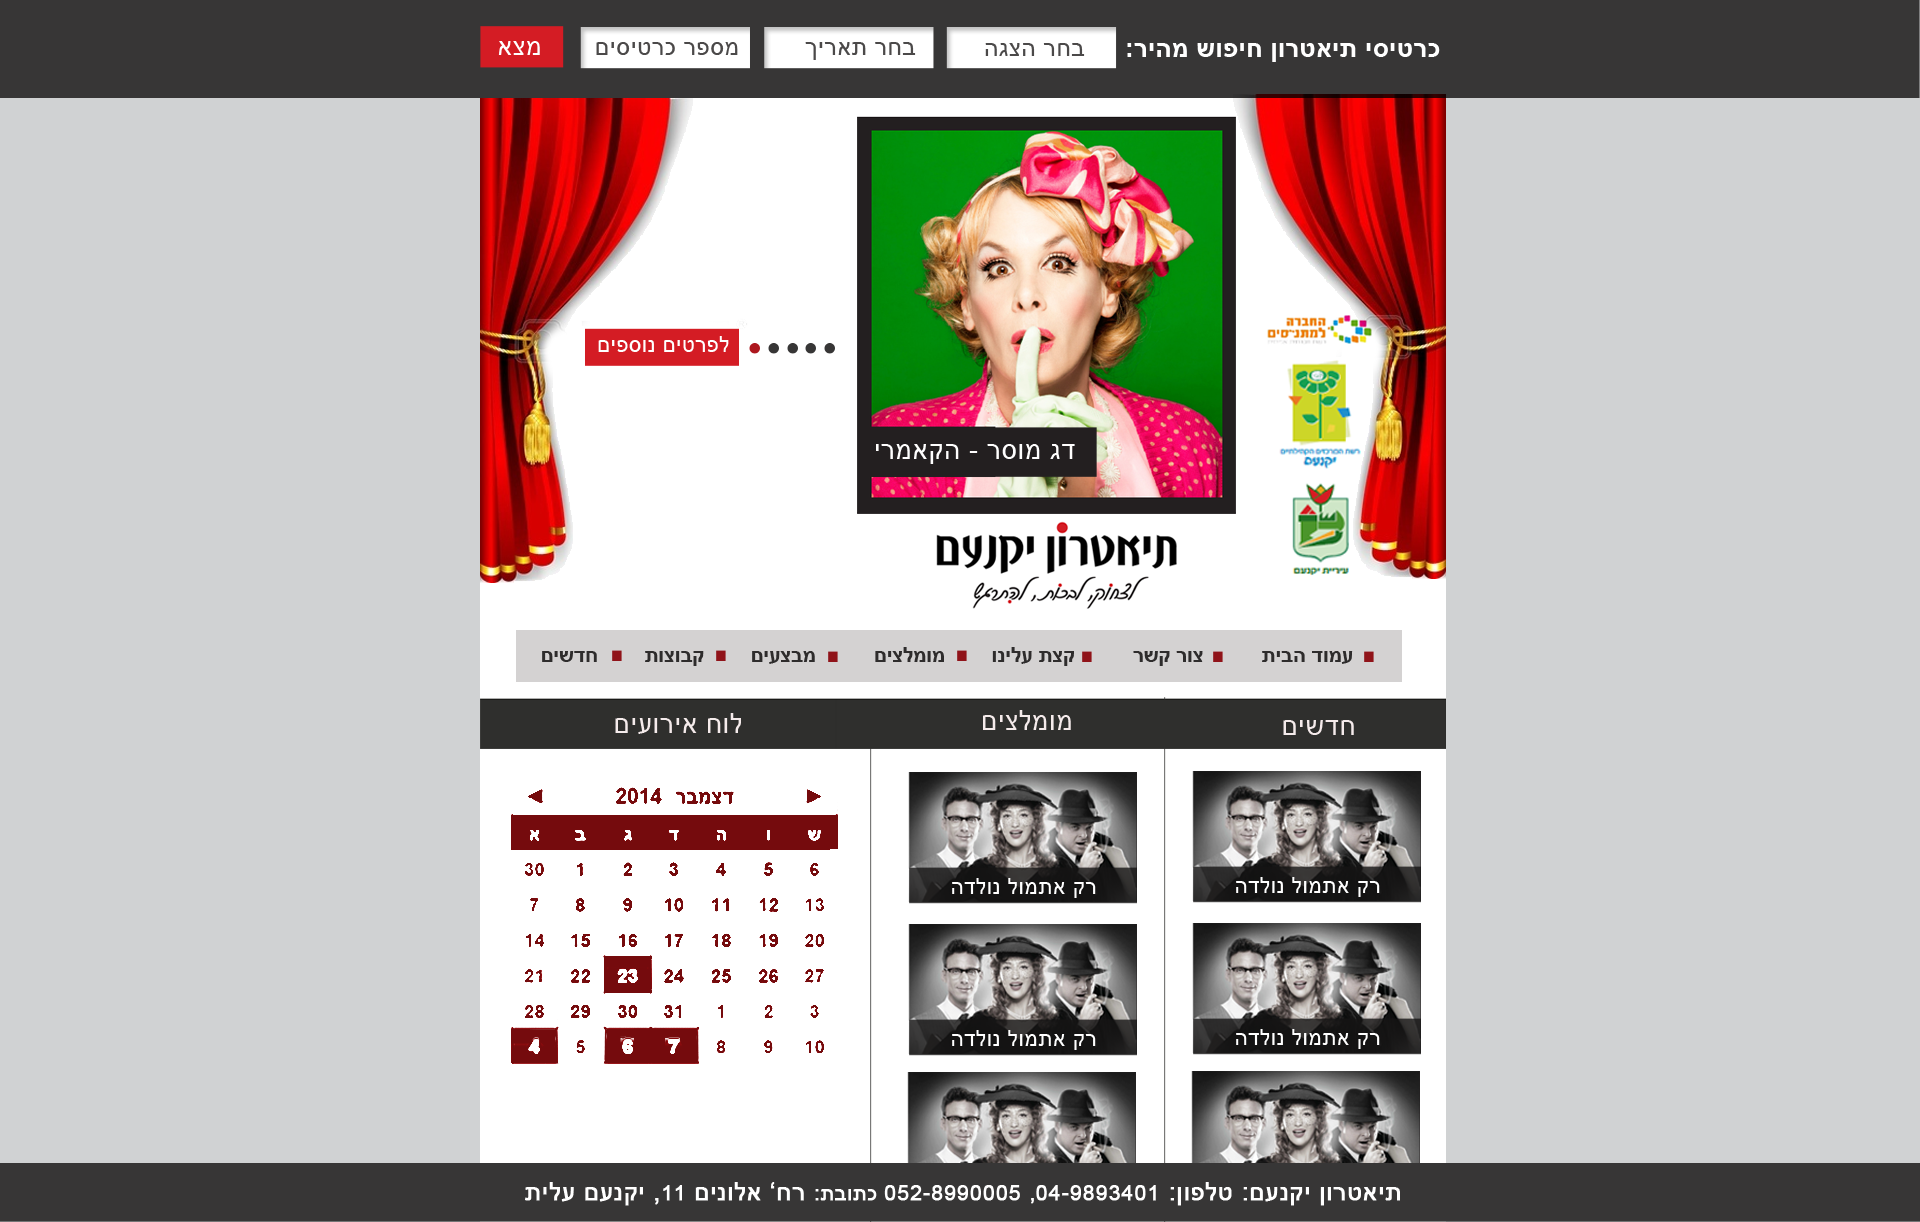 כרטיסי תיאטרון חיפוש מהיר:
בחר הצגה
בחר תאריך
מספר כרטיסים
מצא
החברה
למתנ״סים
רשת המרכזים הקהילתיים
יקנעם
עיריית יקנעם
דג מוסר - הקאמרי
לפרטים נוספים
תיאטרון יקנעם
לצחוק, לבכות, להתרגש
עמוד הבית
צור קשר
קצת עלינו
מומלצים
מבצעים
קבוצות
חדשים
חדשים
רק אתמול נולדה
רק אתמול נולדה
מומלצים
רק אתמול נולדה
רק אתמול נולדה
לוח אירועים
דצמבר 2014
א ב ג ד ה ו ש
30 1 2 3 4 5 6
7 8 9 10 11 12 13
14 15 16 17 18 19 20
21 22 23 24 25 26 27
28 29 30 31 1 2 3
4 5 6 7 8 9 10
תיאטרון יקנעם: טלפון: 04-9893401, 052-8990005 כתובת: רח' אלונים 11, יקנעם עלית